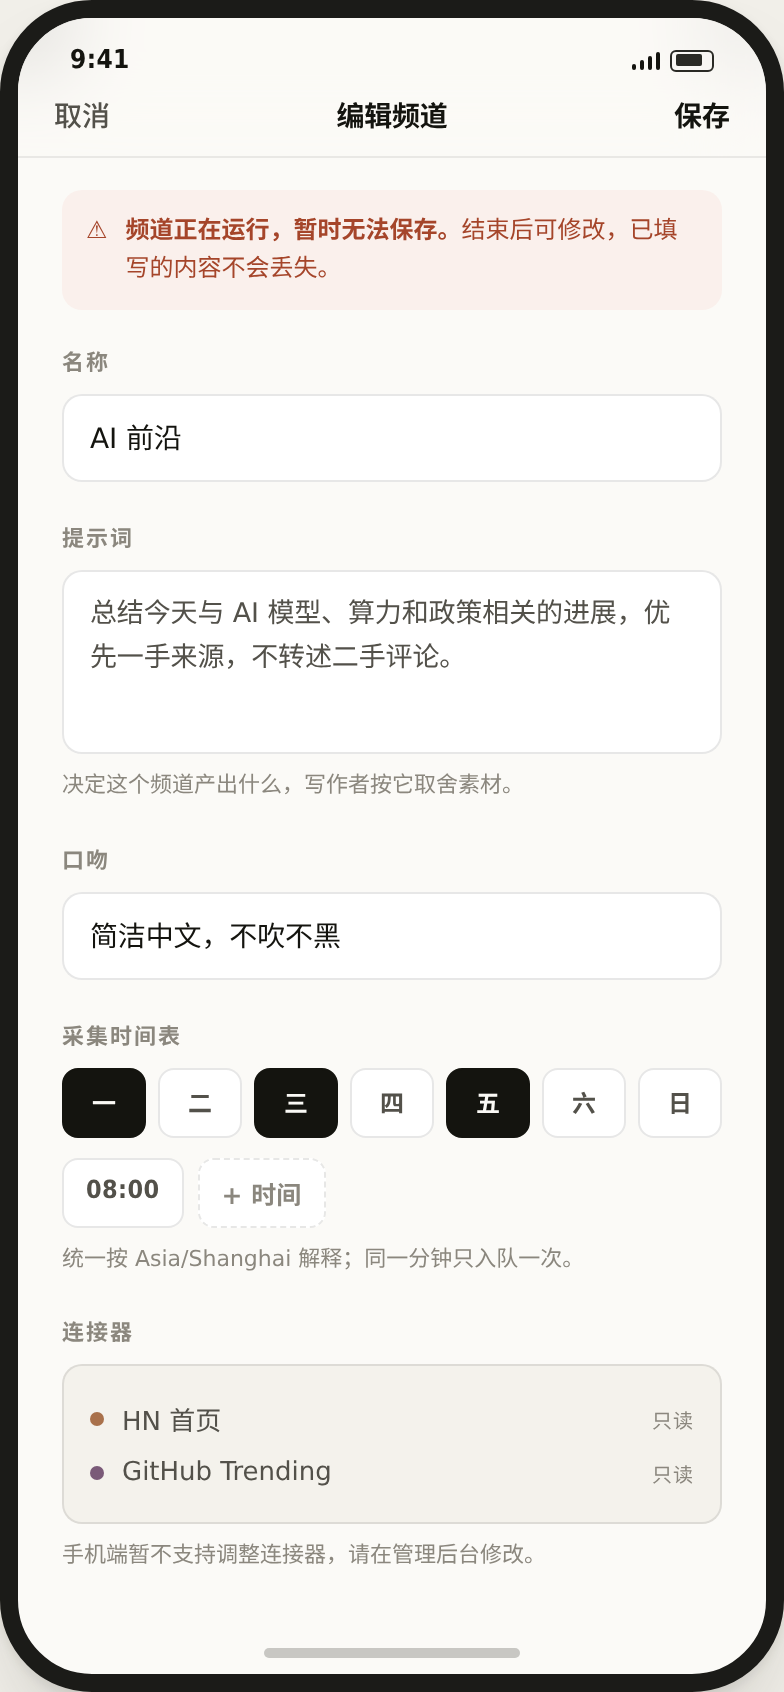 9:41
取消 编辑频道 保存
⚠ 频道正在运行，暂时无法保存。结束后可修改，已填
写的内容不会丢失。
名称
AI 前沿
提示词
总结今天与 AI 模型、算力和政策相关的进展，优
先一手来源，不转述二手评论。
决定这个频道产出什么，写作者按它取舍素材。
口吻
简洁中文，不吹不黑
采集时间表
一 二 三 四 五 六 日
08:00 + 时间
统一按 Asia/Shanghai 解释；同一分钟只入队一次。
连接器
HN 首页 只读
GitHub Trending 只读
手机端暂不支持调整连接器，请在管理后台修改。